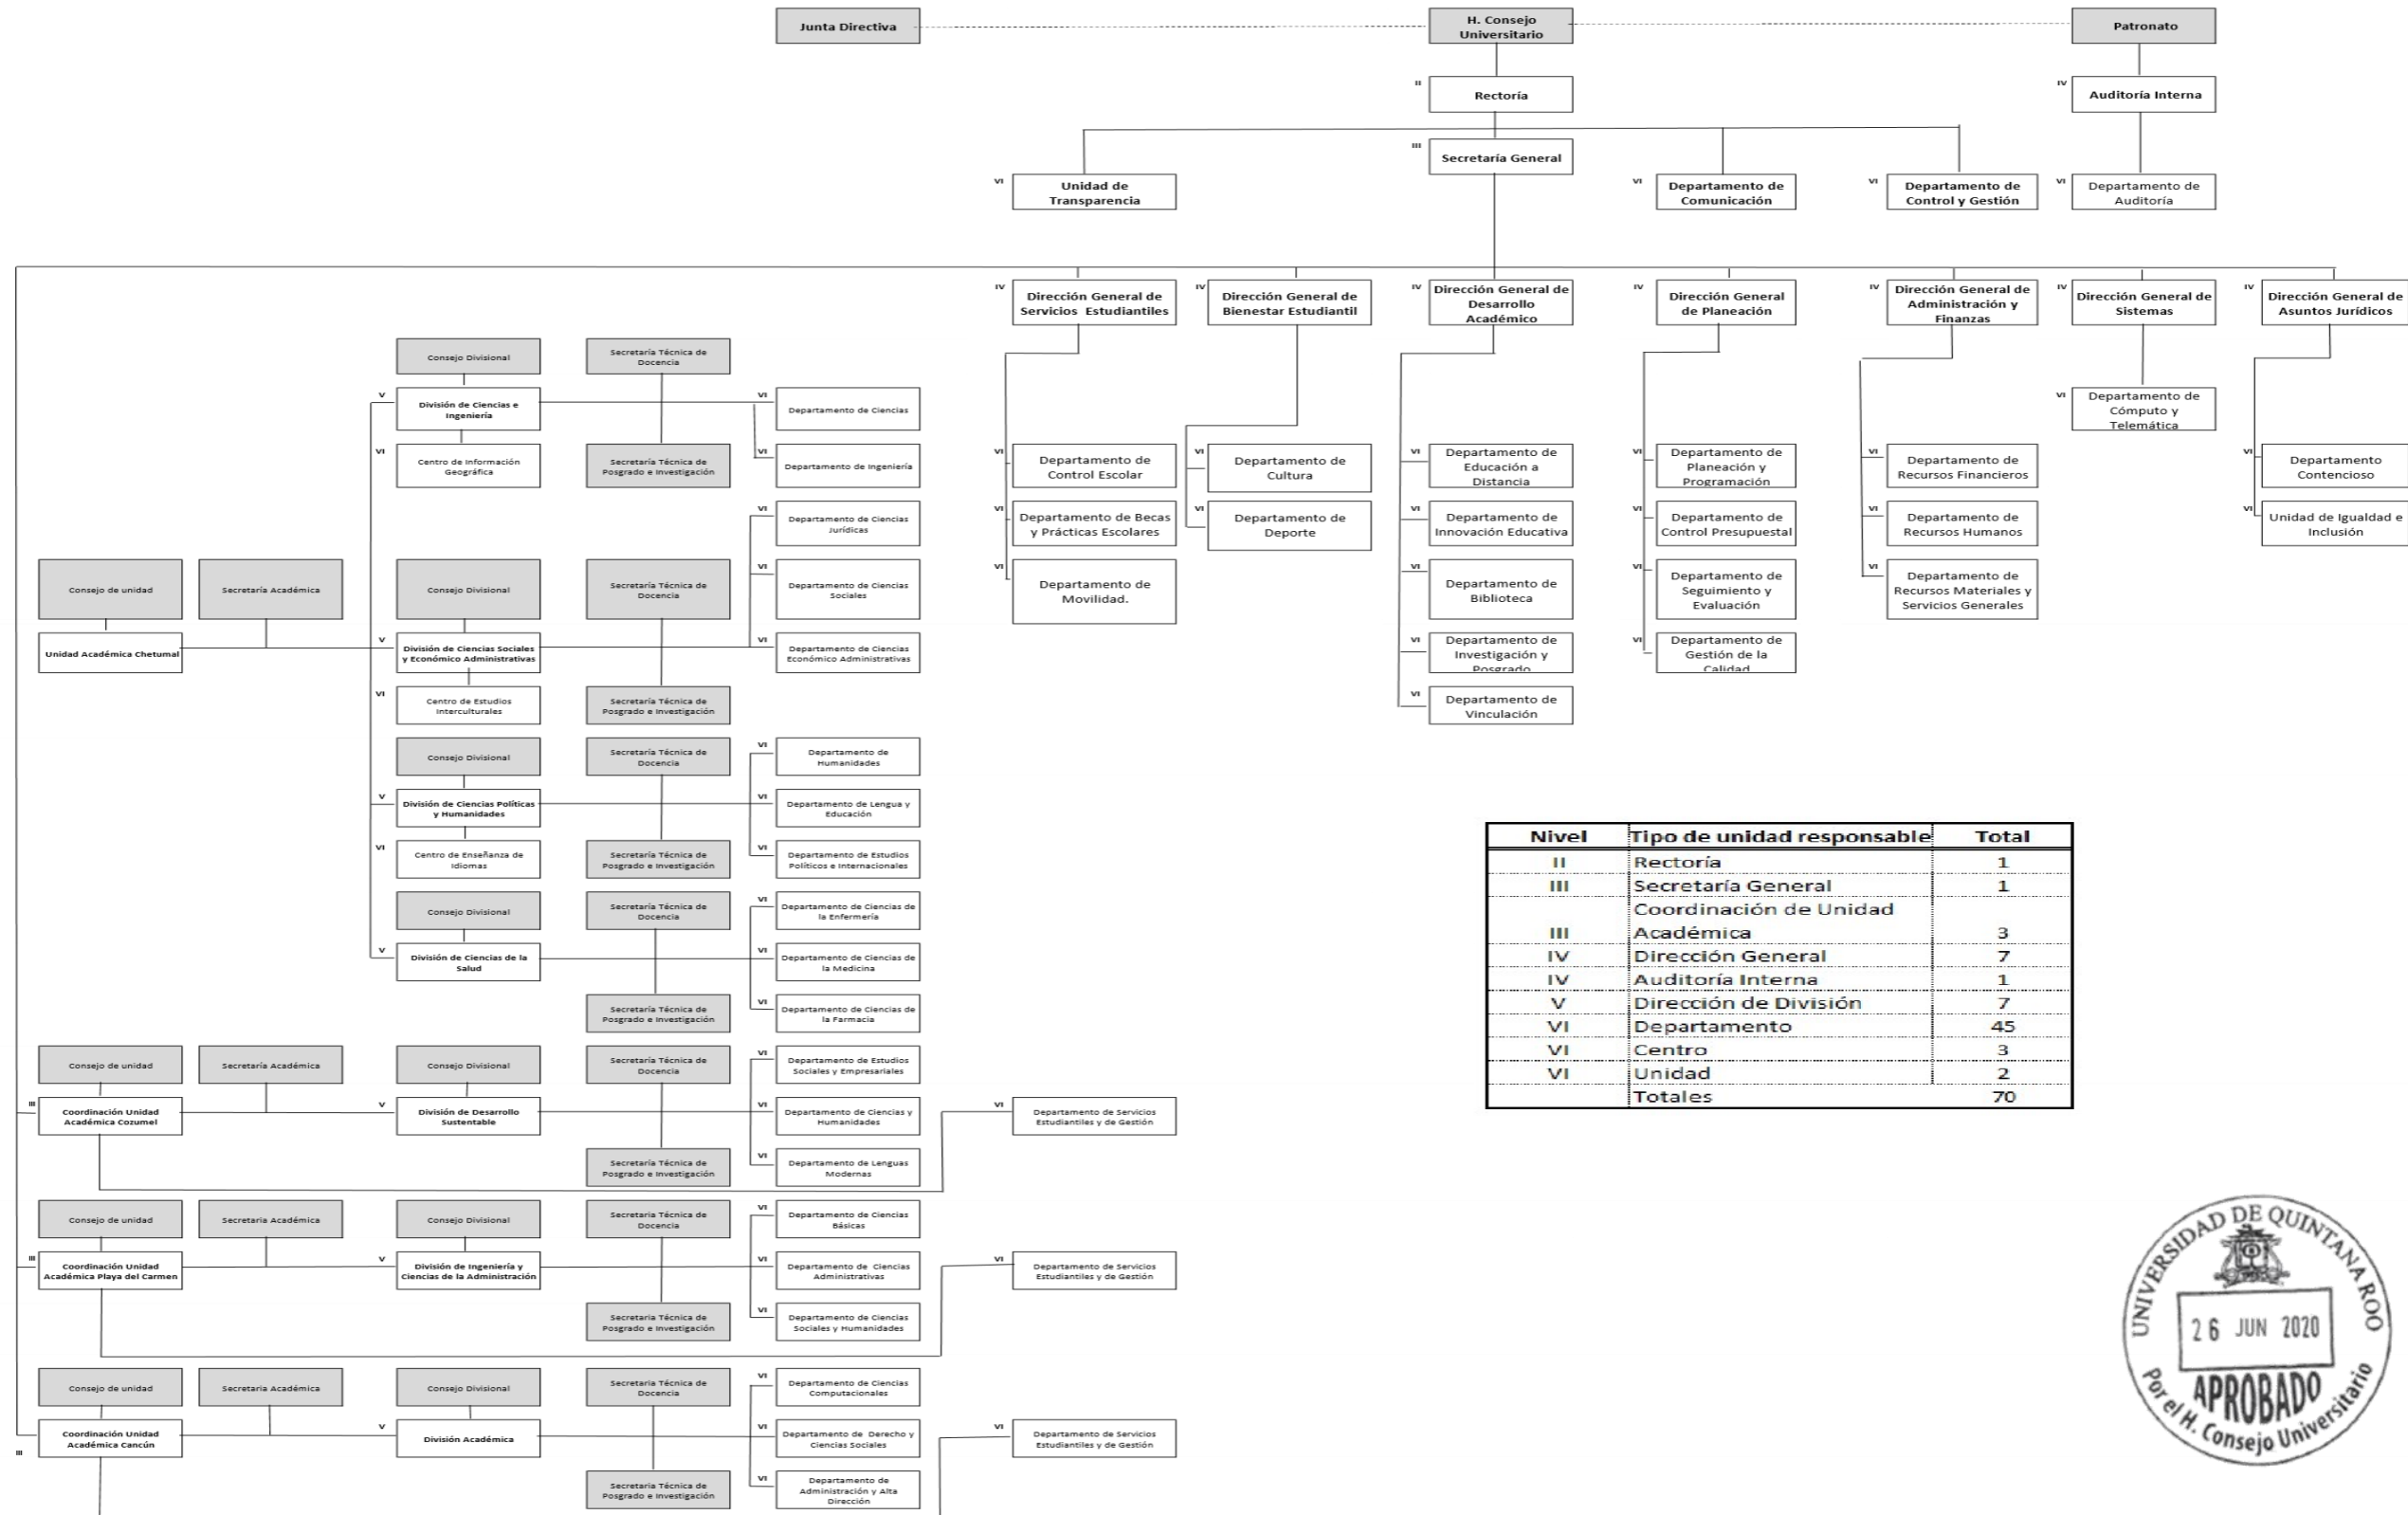 Junta Directiva
H. Consejo
Universitario
Patronato
II
Rectoría
IV
Auditoría Interna
III
Secretaría General
VI
Unidad de
Transparencia
VI
Departamento de
Comunicación
VI
Departamento de
Control y Gestión
VI
Departamento de
Auditoría
IV
Dirección General de
Servicios Estudiantiles
IV
Dirección General de
Bienestar Estudiantil
IV
Dirección General de
Desarrollo
Académico
IV
Dirección General
de Planeación
IV
Dirección General de
Administración y
Finanzas
IV
Dirección General de
Sistemas
IV
Dirección General de
Asuntos Jurídicos
VI
Departamento de
Control Escolar
VI
Departamento de Becas
y Prácticas Escolares
VI
Departamento de
Movilidad.
VI
Departamento de
Cultura
VI
Departamento de
Deporte
VI
Departamento de
Educación a
Distancia
VI
Departamento de
Innovación Educativa
VI
Departamento de
Biblioteca
VI
Departamento de
Investigación y
Posgrado
VI
Departamento de
Vinculación
VI
Departamento de
Planeación y
Programación
VI
Departamento de
Control Presupuestal
VI
Departamento de
Seguimiento y
Evaluación
VI
Departamento de
Gestión de la
Calidad
VI
Departamento de
Recursos Financieros
VI
Departamento de
Recursos Humanos
VI
Departamento de
Recursos Materiales y
Servicios Generales
VI
Departamento de
Cómputo y
Telemática
VI
Departamento
Contencioso
VI
Unidad de Igualdad e
Inclusión
Consejo Divisional
Secretaría Técnica de
Docencia
V
División de Ciencias e
Ingeniería
VI
Departamento de Ciencias
VI
Centro de Información
Geográfica
Secretaría Técnica de
Posgrado e Investigación
VI
Departamento de Ingeniería
VI
Departamento de Ciencias
Jurídicas
Consejo de unidad
Secretaría Académica
Consejo Divisional
Secretaría Técnica de
Docencia
VI
Departamento de Ciencias
Sociales
Unidad Académica Chetumal
V
División de Ciencias Sociales
y Económico Administrativas
VI
Departamento de Ciencias
Económico Administrativas
VI
Centro de Estudios
Interculturales
Secretaría Técnica de
Posgrado e Investigación
Consejo Divisional
Secretaría Técnica de
Docencia
VI
Departamento de
Humanidades
V
División de Ciencias Políticas
y Humanidades
VI
Departamento de Lengua y
Educación
VI
Centro de Enseñanza de
Idiomas
Secretaría Técnica de
Posgrado e Investigación
VI
Departamento de Estudios
Políticos e Internacionales
Consejo Divisional
Secretaría Técnica de
Docencia
VI
Departamento de Ciencias de
la Enfermería
V
División de Ciencias de la
Salud
VI
Departamento de Ciencias de
la Medicina
Secretaría Técnica de
Posgrado e Investigación
VI
Departamento de Ciencias de
la Farmacia
Consejo de unidad
Secretaría Académica
Consejo Divisional
Secretaría Técnica de
Docencia
VI
Departamento de Estudios
Sociales y Empresariales
III
Coordinación Unidad
Académica Cozumel
V
División de Desarrollo
Sustentable
VI
Departamento de Ciencias y
Humanidades
VI
Departamento de Servicios
Estudiantiles y de Gestión
Secretaría Técnica de
Posgrado e Investigación
VI
Departamento de Lenguas
Modernas
Consejo de unidad
Secretaria Académica
Consejo Divisional
Secretaría Técnica de
Docencia
VI
Departamento de Ciencias
Básicas
III
Coordinación Unidad
Académica Playa del Carmen
V
División de Ingeniería y
Ciencias de la Administración
VI
Departamento de Ciencias
Administrativas
VI
Departamento de Servicios
Estudiantiles y de Gestión
Secretaría Técnica de
Posgrado e Investigación
VI
Departamento de Ciencias
Sociales y Humanidades
Consejo de unidad
Secretaria Académica
Consejo Divisional
Secretaria Técnica de
Docencia
VI
Departamento de Ciencias
Computacionales
III
Coordinación Unidad
Académica Cancún
V
División Académica
VI
Departamento de Derecho y
Ciencias Sociales
VI
Departamento de Servicios
Estudiantiles y de Gestión
Secretaria Técnica de
Posgrado e Investigación
VI
Departamento de
Administración y Alta
Dirección
Nivel Tipo de unidad responsable Total
II Rectoría 1
III Secretaría General 1
Coordinación de Unidad
III Académica 3
IV Dirección General 7
IV Auditoría Interna 1
V Dirección de División 7
VI Departamento 45
VI Centro 3
VI Unidad 2
Totales 70
UNIVERSIDAD DE QUINTANA ROO
26 JUN 2020
APROBADO
Por el H. Consejo Universitario